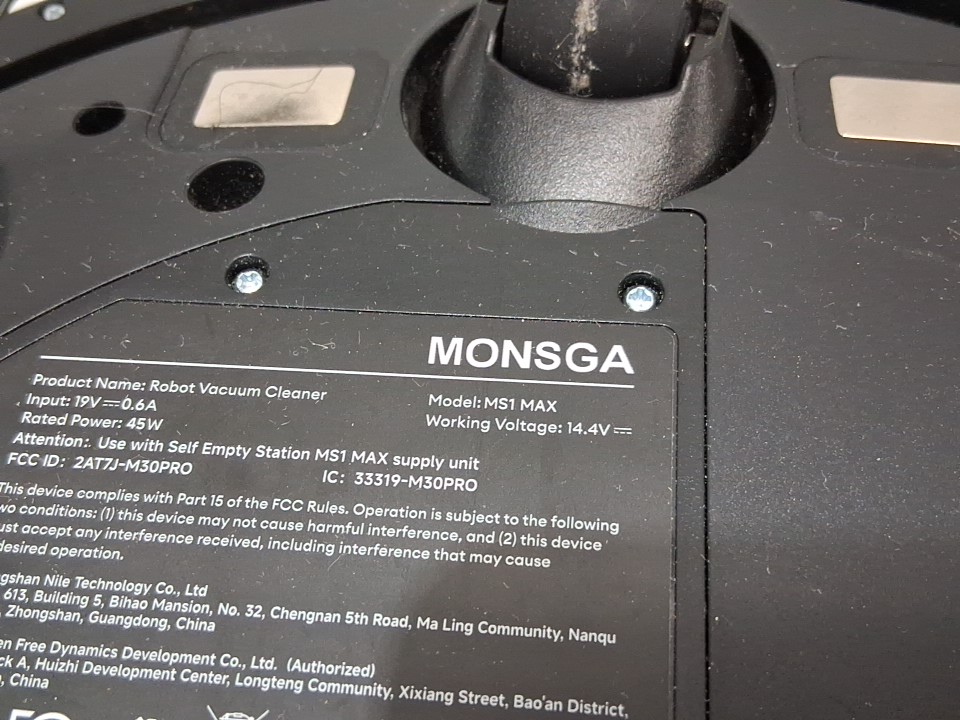 MONSGA
Product Name: Robot Vacuum Cleaner
Model: MS1 MAX
Input: 19V⎓0.6A
Working Voltage: 14.4V⎓
Rated Power: 45W
Attention: Use with Self Empty Station MS1 MAX supply unit
FCC ID: 2AT7J-M30PRO
IC: 33319-M30PRO
This device complies with Part 15 of the FCC Rules. Operation is subject to the following
conditions: (1) this device may not cause harmful interference, and (2) this device
accept any interference received, including interference that may cause
desired operation.
Nile Technology Co., Ltd
613, Building 5, Bihao Mansion, No. 32, Chengnan 5th Road, Ma Ling Community, Nanqu
Zhongshan, Guangdong, China
Free Dynamics Development Co., Ltd. (Authorized)
A, Huizhi Development Center, Longteng Community, Xixiang Street, Bao'an District,
China